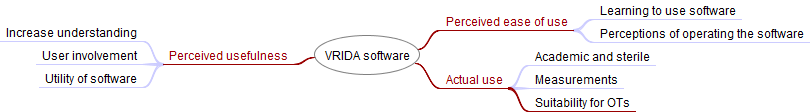 Increase understanding
User involvement
Utility of software
Perceived usefulness
VRIDA software
Perceived ease of use
Learning to use software
Perceptions of operating the software
Actual use
Academic and sterile
Measurements
Suitability for OTs